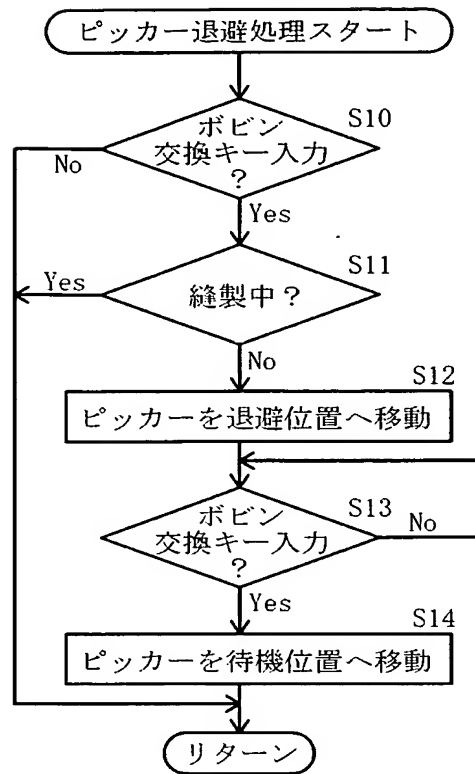 ピッカー退避処理スタート
S10
ボビン
交換キー入力
?
No
Yes
S11
縫製中?
Yes
No
S12
ピッカーを退避位置へ移動
S13
ボビン
交換キー入力
?
No
Yes
S14
ピッカーを待機位置へ移動
リターン